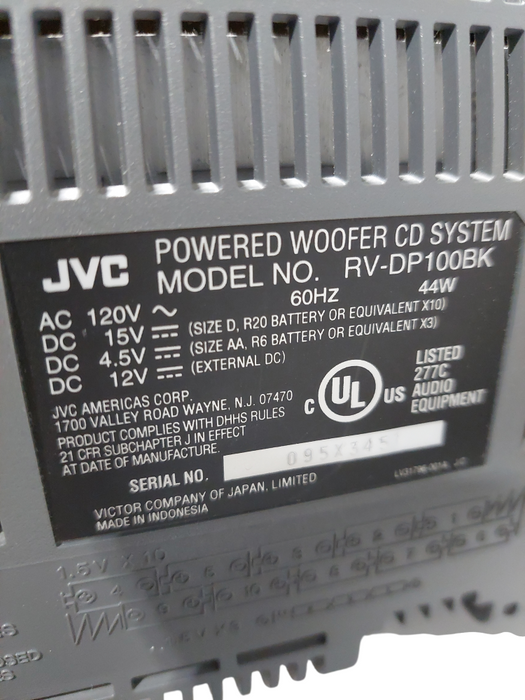 JVC
POWERED WOOFER CD SYSTEM
MODEL NO. RV-DP100BK
AC 120V ~ 60Hz 44W
DC 15V ⎓ (SIZE D, R20 BATTERY OR EQUIVALENT X10)
DC 4.5V ⎓ (SIZE AA, R6 BATTERY OR EQUIVALENT X3)
DC 12V ⎓ (EXTERNAL DC)
JVC AMERICAS CORP.
1700 VALLEY ROAD WAYNE, N.J. 07470
PRODUCT COMPLIES WITH DHHS RULES
21 CFR SUBCHAPTER J IN EFFECT
AT DATE OF MANUFACTURE.
C UL US
LISTED
277C
AUDIO
EQUIPMENT
SERIAL NO. 095X345
VICTOR COMPANY OF JAPAN, LIMITED
MADE IN INDONESIA
1.5V X 10